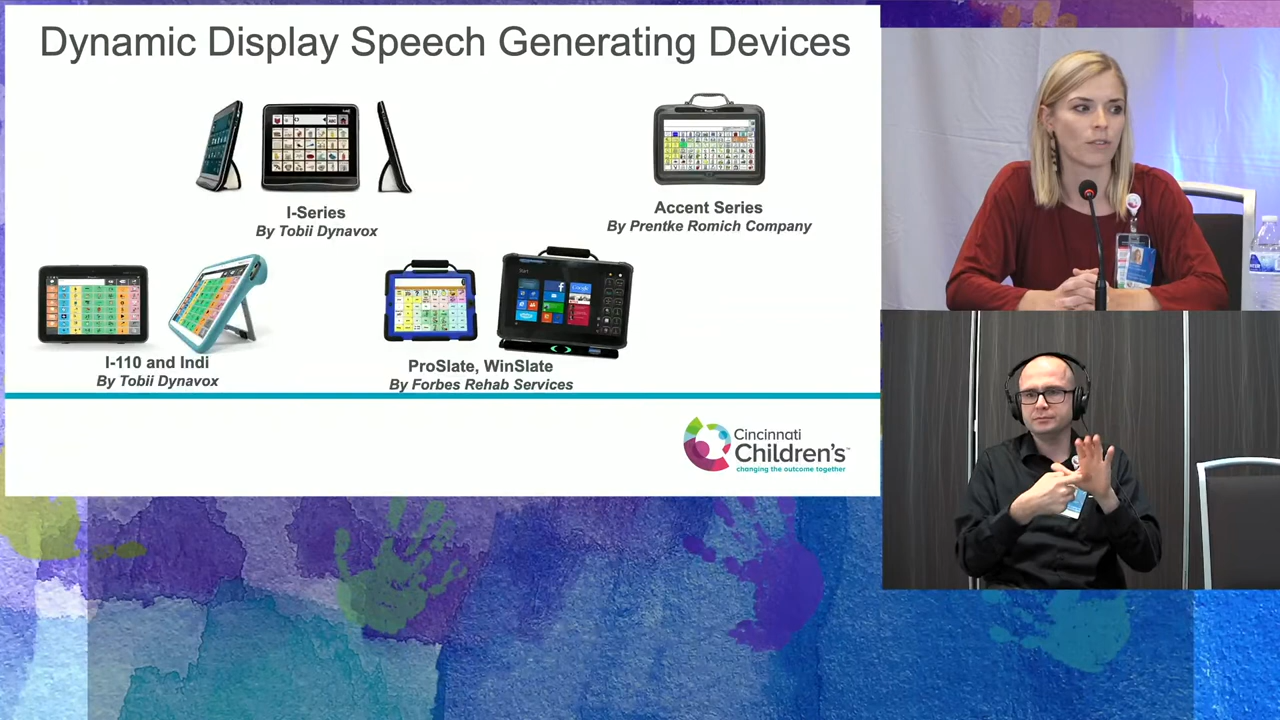 Dynamic Display Speech Generating Devices
I-Series
By Tobii Dynavox
Accent Series
By Prentke Romich Company
I-110 and Indi
By Tobii Dynavox
ProSlate, WinSlate
By Forbes Rehab Services
Cincinnati
Children's™
changing the outcome together